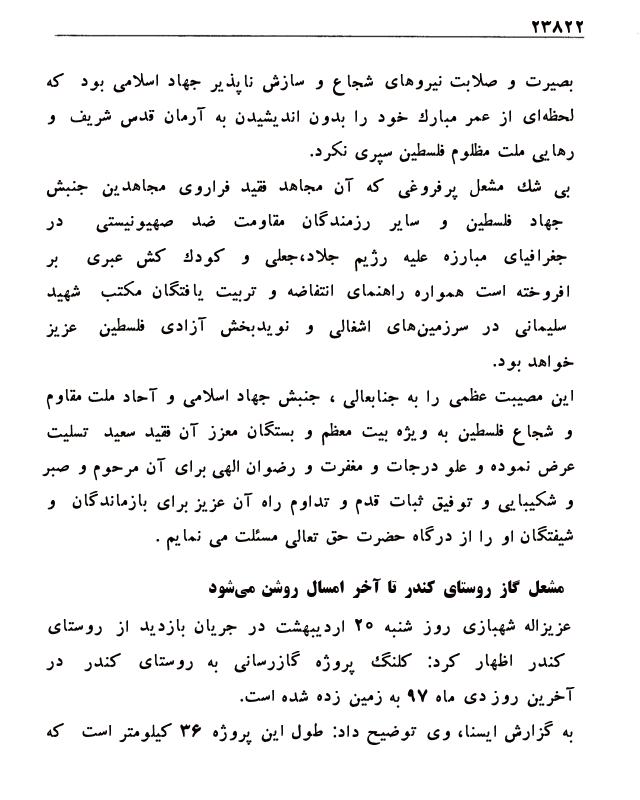 ۲۳۸۲۲
بصیرت و صلابت نیروهای شجاع و سازش ناپذیر جهاد اسلامی بود که
لحظه‌ای از عمر مبارك خود را بدون اندیشیدن به آرمان قدس شریف و
رهایی ملت مظلوم فلسطین سپری نکرد.
بی شك مشعل پرفروغی که آن مجاهد فقید فراروی مجاهدین جنبش
جهاد فلسطین و سایر رزمندگان مقاومت ضد صهیونیستی در
جغرافیای مبارزه علیه رژیم جلاد،جعلی و کودك کش عبری بر
افروخته است همواره راهنمای انتفاضه و تربیت یافتگان مکتب شهید
سلیمانی در سرزمین‌های اشغالی و نویدبخش آزادی فلسطین عزیز
خواهد بود.
این مصیبت عظمی را به جنابعالی ، جنبش جهاد اسلامی و آحاد ملت مقاوم
و شجاع فلسطین به ویژه بیت معظم و بستگان معزز آن فقید سعید تسلیت
عرض نموده و علو درجات و مغفرت و رضوان الهی برای آن مرحوم و صبر
و شکیبایی و توفیق ثبات قدم و تداوم راه آن عزیز برای بازماندگان و
شیفتگان او را از درگاه حضرت حق تعالی مسئلت می نمایم .
مشعل گاز روستای کندر تا آخر امسال روشن می‌شود
عزیزاله شهبازی روز شنبه ۲۰ اردیبهشت در جریان بازدید از روستای
کندر اظهار کرد: کلنگ پروژه گازرسانی به روستای کندر در
آخرین روز دی ماه ۹۷ به زمین زده شده است.
به گزارش ایسنا، وی توضیح داد: طول این پروژه ۳۶ کیلومتر است که